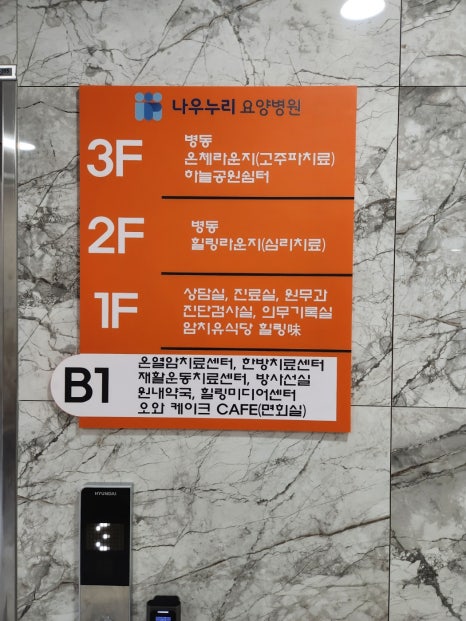 나우누리 요양병원
3F
병동
온체라운지(고주파치료)
하늘공원쉼터
2F
병동
힐링라운지(심리치료)
1F
상담실, 진료실, 원무과
진단검사실, 의무기록실
암치유식당 힐링味
B1
온열암치료센터, 한방치료센터
재활운동치료센터, 방사선실
원내약국, 힐링미디어센터
오와 케이크 CAFE(면회실)
HYUNDAI